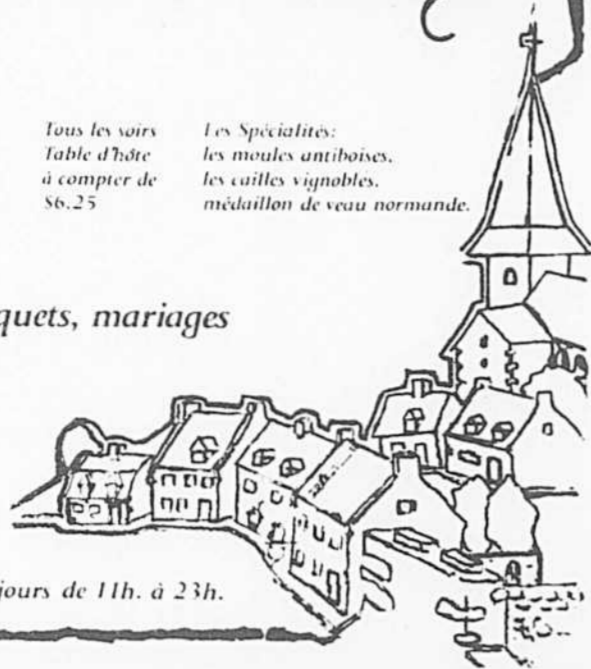 Tous les soirs
Table d'hôte
à compter de
$6.25
Les Spécialités:
les moules antiboises.
les cailles vignobles.
médaillon de veau normande.
quets, mariages
jours de 11h. à 23h.